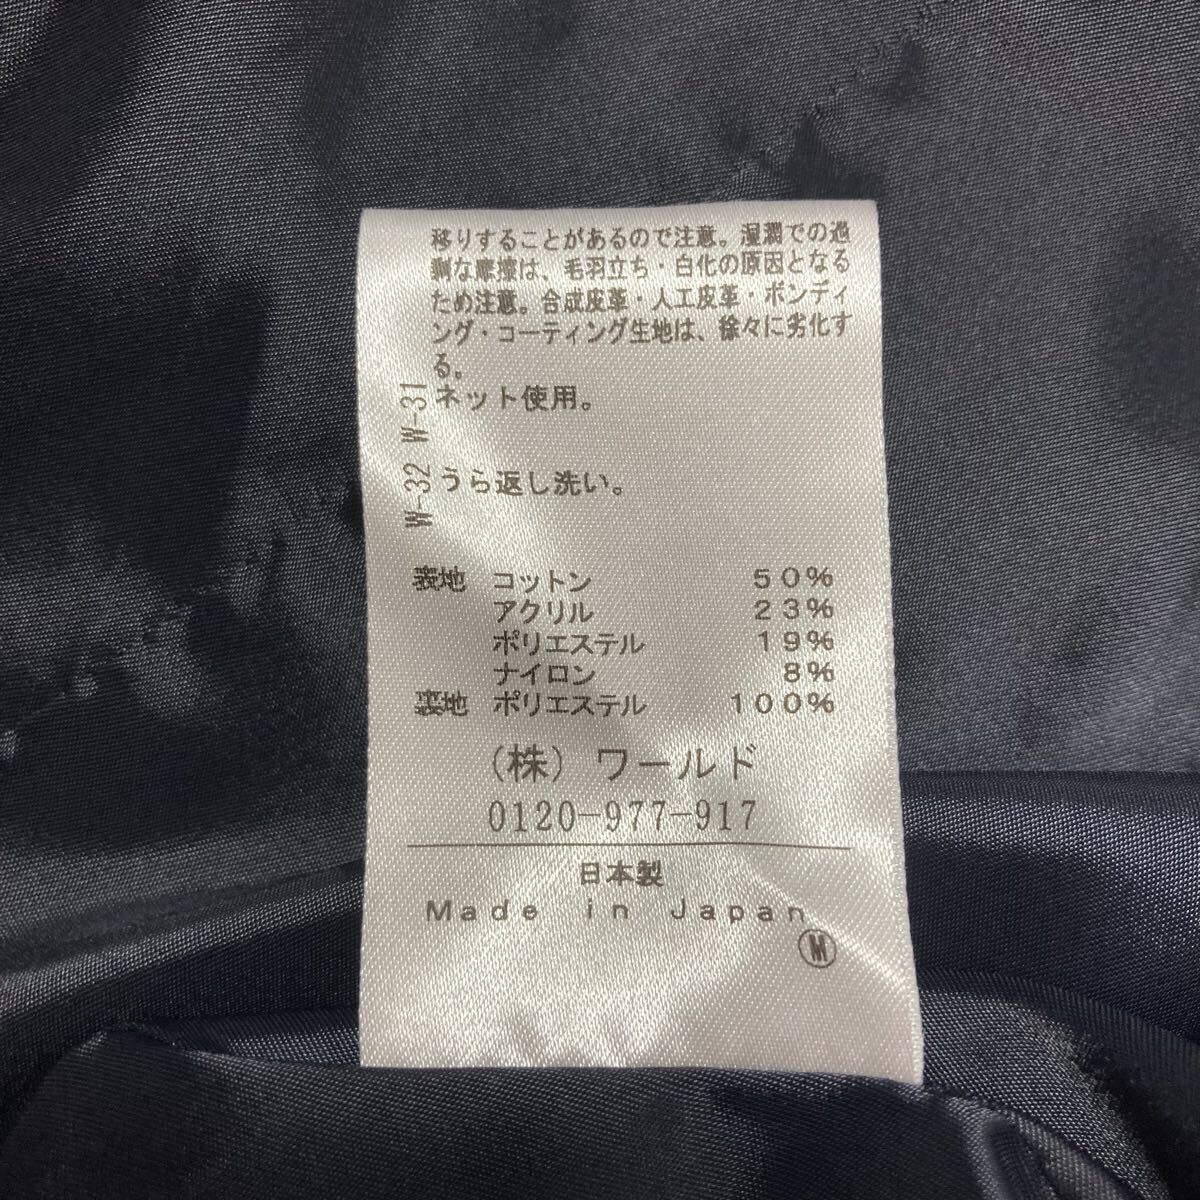 移りすることがあるので注意。湿潤での過
剰な摩擦は、毛羽立ち・白化の原因となる
ため注意。合成皮革・人工皮革・ボンディ
ング・コーティング生地は、徐々に劣化す
る。
W-31 ネット使用。
W-32 うら返し洗い。
表地 コットン 50%
アクリル 23%
ポリエステル 19%
ナイロン 8%
裏地 ポリエステル 100%
(株) ワールド
0120-977-917
日本製
Made in Japan
M